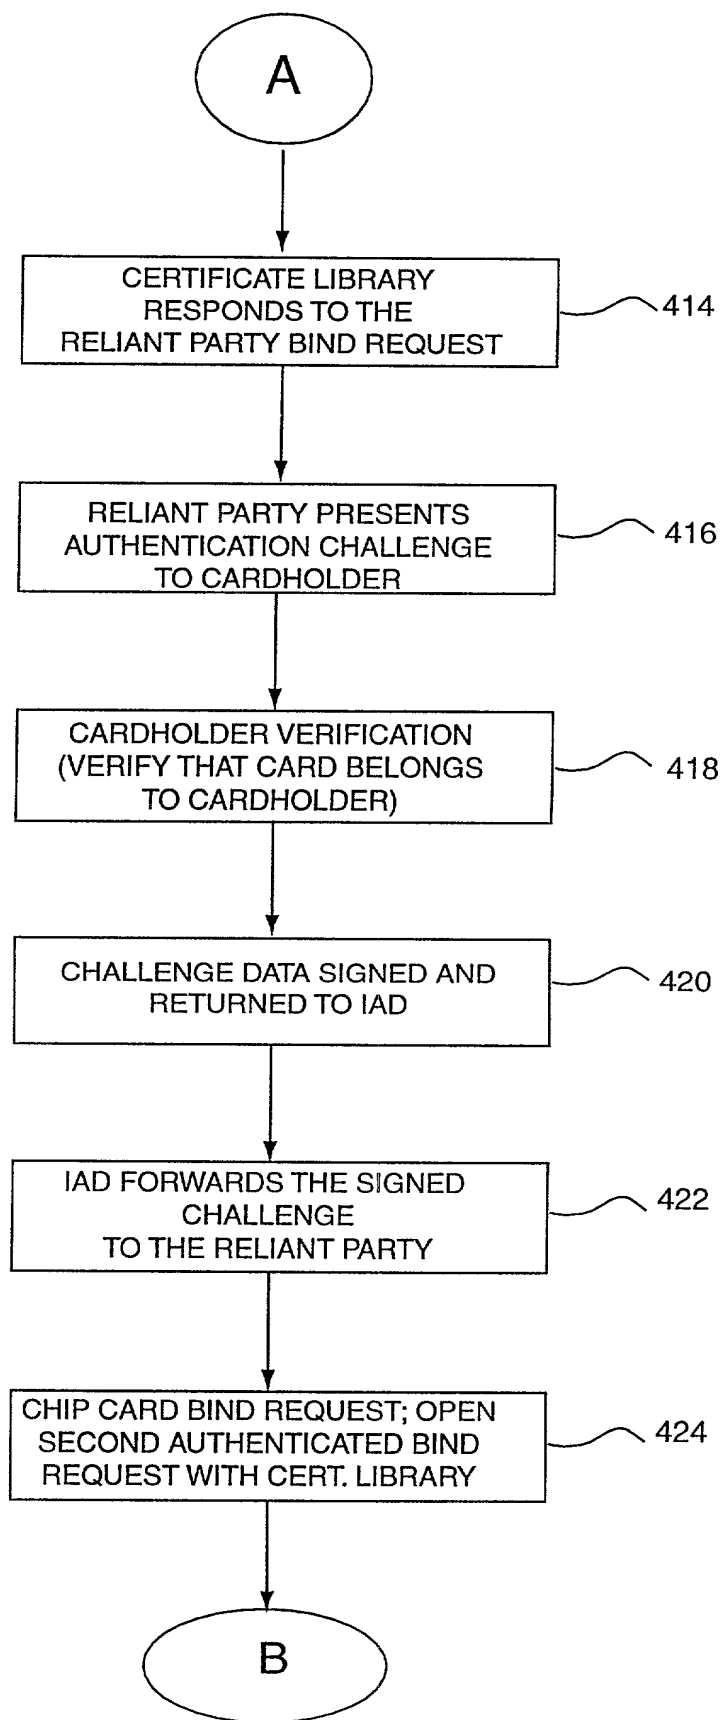 A
CERTIFICATE LIBRARY
RESPONDS TO THE
RELIANT PARTY BIND REQUEST
414
RELIANT PARTY PRESENTS
AUTHENTICATION CHALLENGE
TO CARDHOLDER
416
CARDHOLDER VERIFICATION
(VERIFY THAT CARD BELONGS
TO CARDHOLDER)
418
CHALLENGE DATA SIGNED AND
RETURNED TO IAD
420
IAD FORWARDS THE SIGNED
CHALLENGE
TO THE RELIANT PARTY
422
CHIP CARD BIND REQUEST; OPEN
SECOND AUTHENTICATED BIND
REQUEST WITH CERT. LIBRARY
424
B